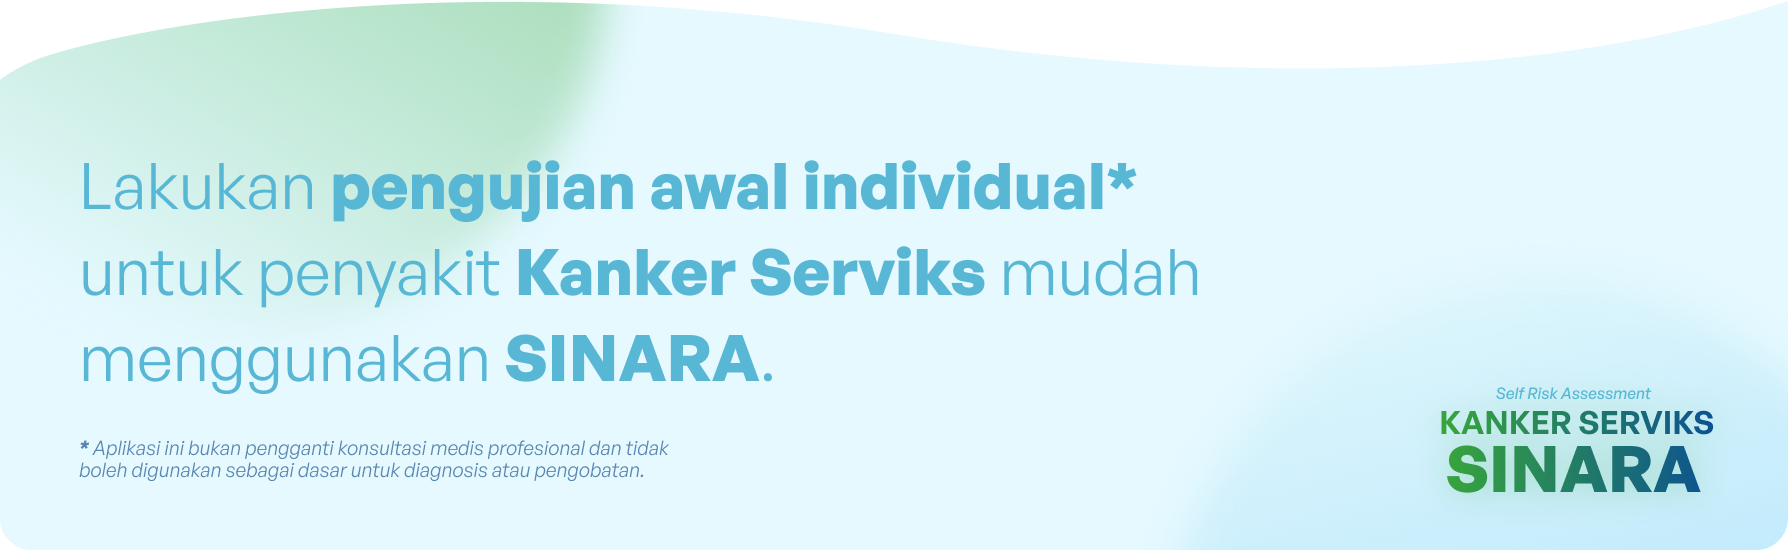 Lakukan pengujian awal individual*
untuk penyakit Kanker Serviks mudah
menggunakan SINARA.
* Aplikasi ini bukan pengganti konsultasi medis profesional dan tidak
boleh digunakan sebagai dasar untuk diagnosis atau pengobatan.
Self Risk Assessment
KANKER SERVIKS
SINARA